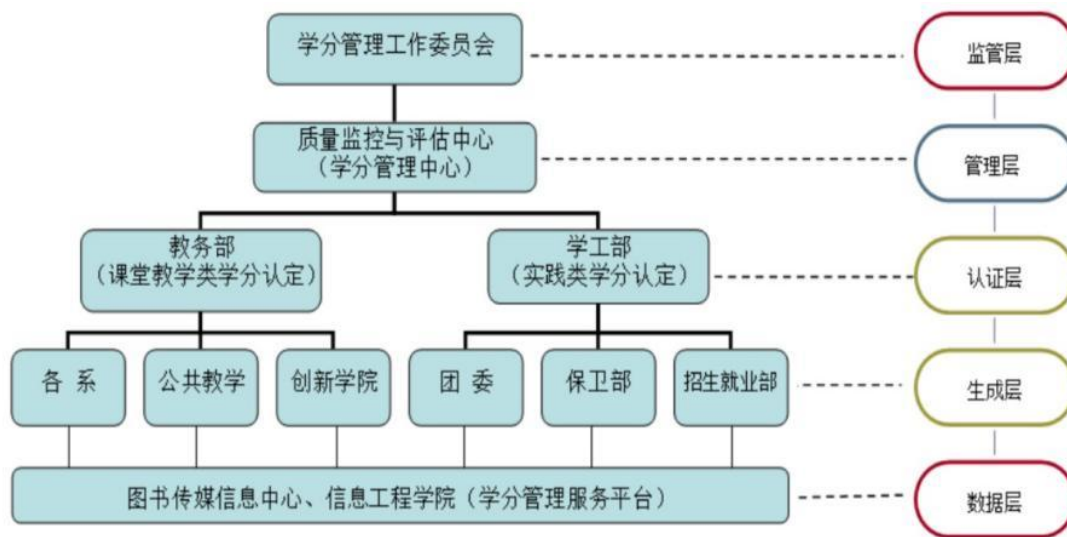 学分管理工作委员会
监管层
质量监控与评估中心
（学分管理中心）
管理层
教务部
（课堂教学类学分认定）
学工部
（实践类学分认定）
认证层
各 系
公共教学
创新学院
团 委
保卫部
招生就业部
生成层
图书传媒信息中心、信息工程学院（学分管理服务平台）
数据层